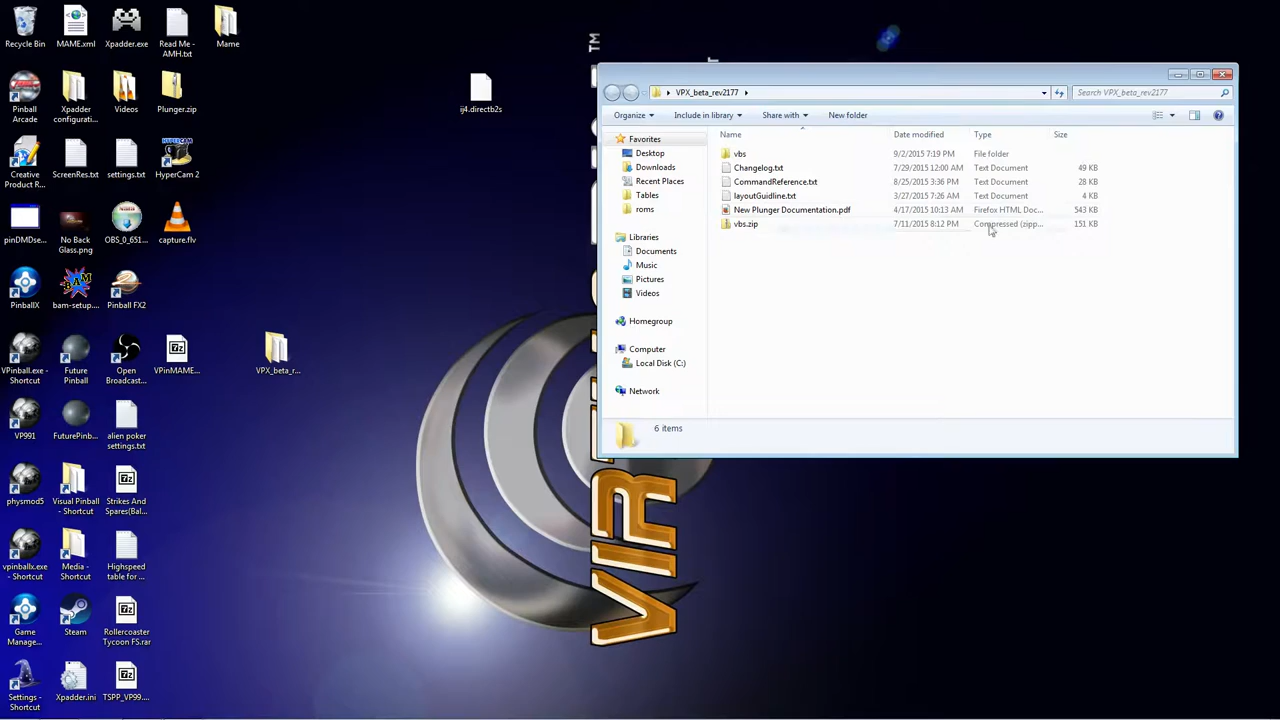 Recycle Bin
MAME.xml
Xpadder.exe
Read Me -
AMH.txt
Mame
Pinball
Arcade
Xpadder
configurati...
Videos
Plunger.zip
ij4.directb2s
Creative
Product R...
ScreenRes.txt
settings.txt
HyperCam 2
pinDMDse...
No Back
Glass.png
OBS_0_651...
capture.flv
PinballX
bam-setup....
Pinball FX2
VPinball.exe -
Shortcut
Future
Pinball
Open
Broadcast...
VPinMAME...
VPX_beta_r...
VP991
FuturePinb...
alien poker
settings.txt
physmod5
Visual Pinball
- Shortcut
Strikes And
Spares(Bal...
vpinballx.exe
- Shortcut
Media -
Shortcut
Highspeed
table for ...
Game
Manage...
Steam
Rollercoaster
Tycoon FS.rar
Settings -
Shortcut
Xpadder.ini
TSPP_VP99....
TM
VIR
VPX_beta_rev2177
Search VPX_beta_rev2177
Organize
Include in library
Share with
New folder
Favorites
Desktop
Downloads
Recent Places
Tables
roms
Libraries
Documents
Music
Pictures
Videos
Homegroup
Computer
Local Disk (C:)
Network
Name Date modified Type Size
vbs 9/2/2015 7:19 PM File folder
Changelog.txt 7/29/2015 12:00 AM Text Document 49 KB
CommandReference.txt 8/25/2015 3:36 PM Text Document 28 KB
layoutGuidline.txt 3/27/2015 7:26 AM Text Document 4 KB
New Plunger Documentation.pdf 4/17/2015 10:13 AM Firefox HTML Doc... 543 KB
vbs.zip 7/11/2015 8:12 PM Compressed (zipp... 151 KB
6 items